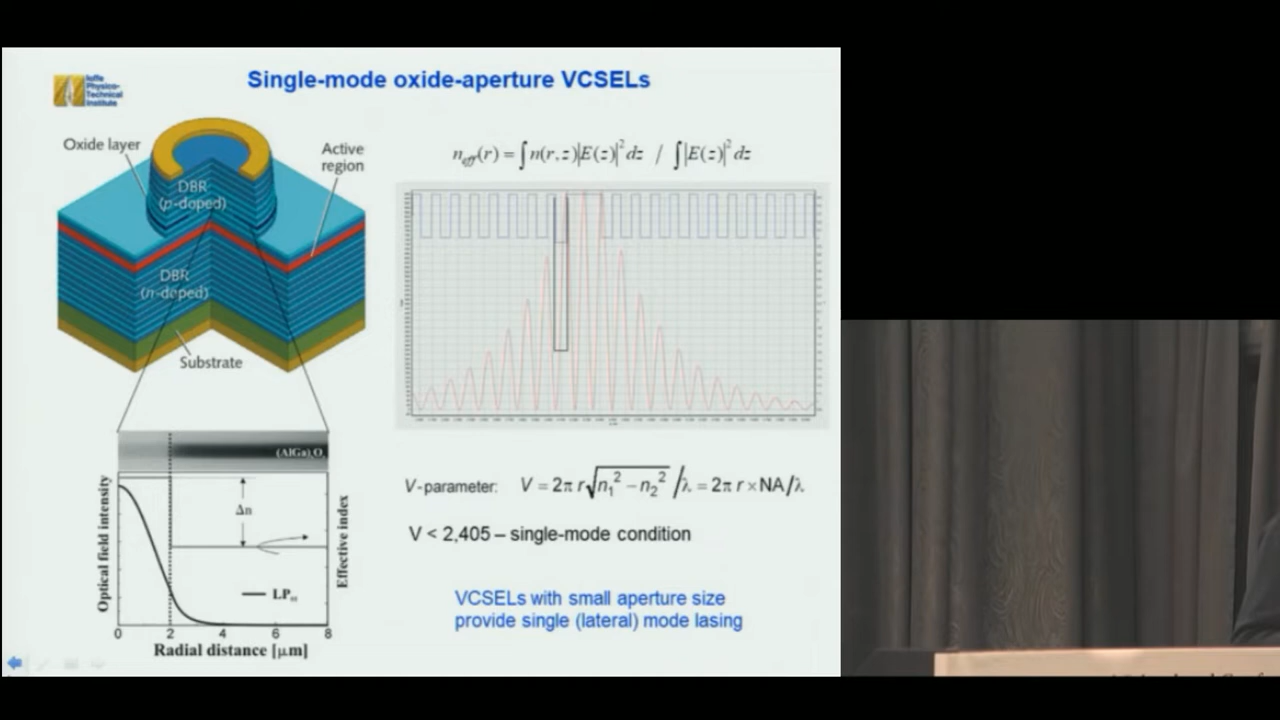 Single-mode oxide-aperture VCSELs
Ioffe
Physico-
Technical
Institute
Oxide layer
Active
region
DBR
(p-doped)
DBR
(n-doped)
Substrate
n_eff(r) = ∫n(r,z)|E(z)|² dz / ∫|E(z)|² dz
(AlGa)ₓOᵧ
Optical field intensity
Δn
Effective index
LP₀₁
0 2 4 6 8
Radial distance [μm]
V-parameter: V = 2π r√(n₁² − n₂²) / λ = 2π r × NA/λ
V < 2,405 – single-mode condition
VCSELs with small aperture size
provide single (lateral) mode lasing